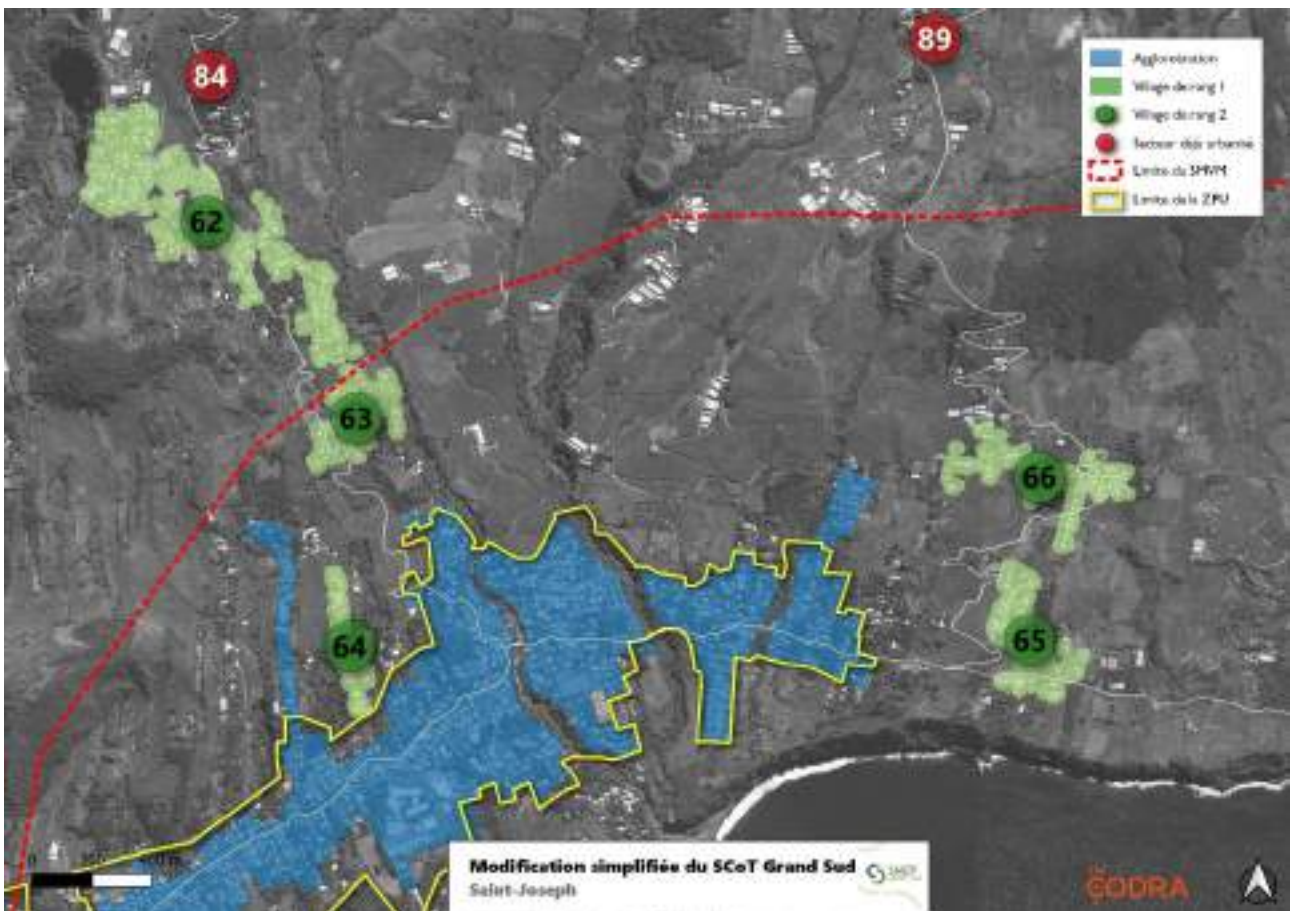 84
89
Agglomération
Village de rang 1
Village de rang 2
Secteur déjà urbanisé
Limite du SMVM
Limite de la ZPU
62
63
66
64
65
0
Modification simplifiée du SCoT Grand Sud
Saint-Joseph
CODRA